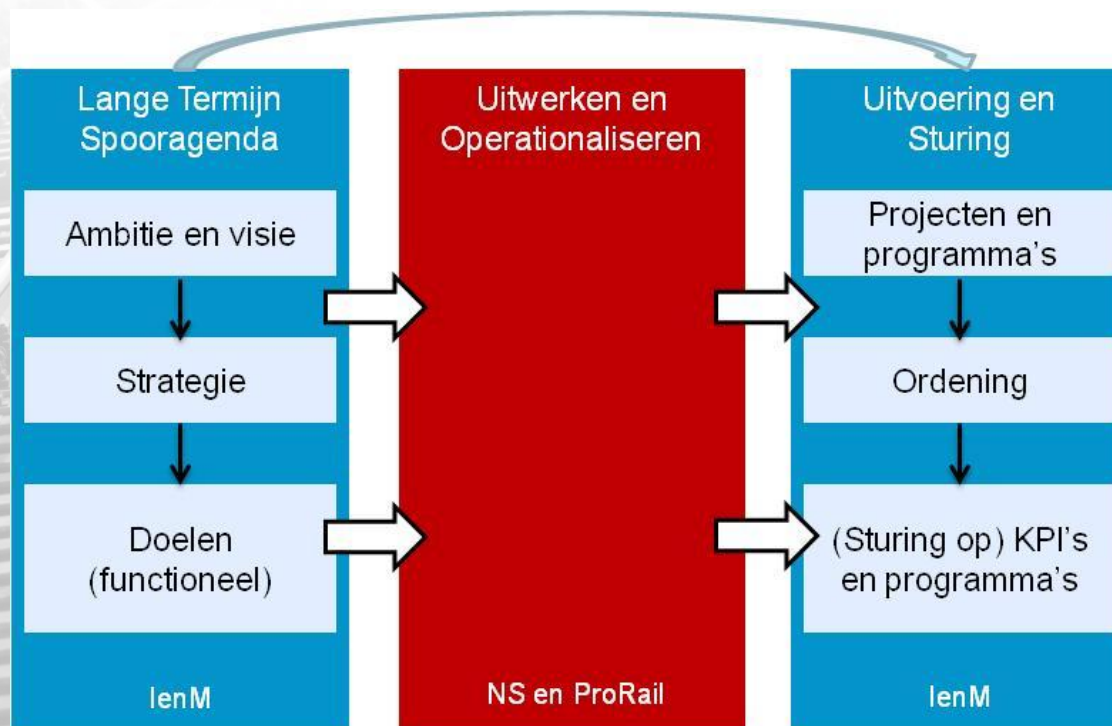 Lange Termijn
Spooragenda
Ambitie en visie
Strategie
Doelen
(functioneel)
IenM
Uitwerken en
Operationaliseren
NS en ProRail
Uitvoering en
Sturing
Projecten en
programma's
Ordening
(Sturing op) KPI's
en programma's
IenM